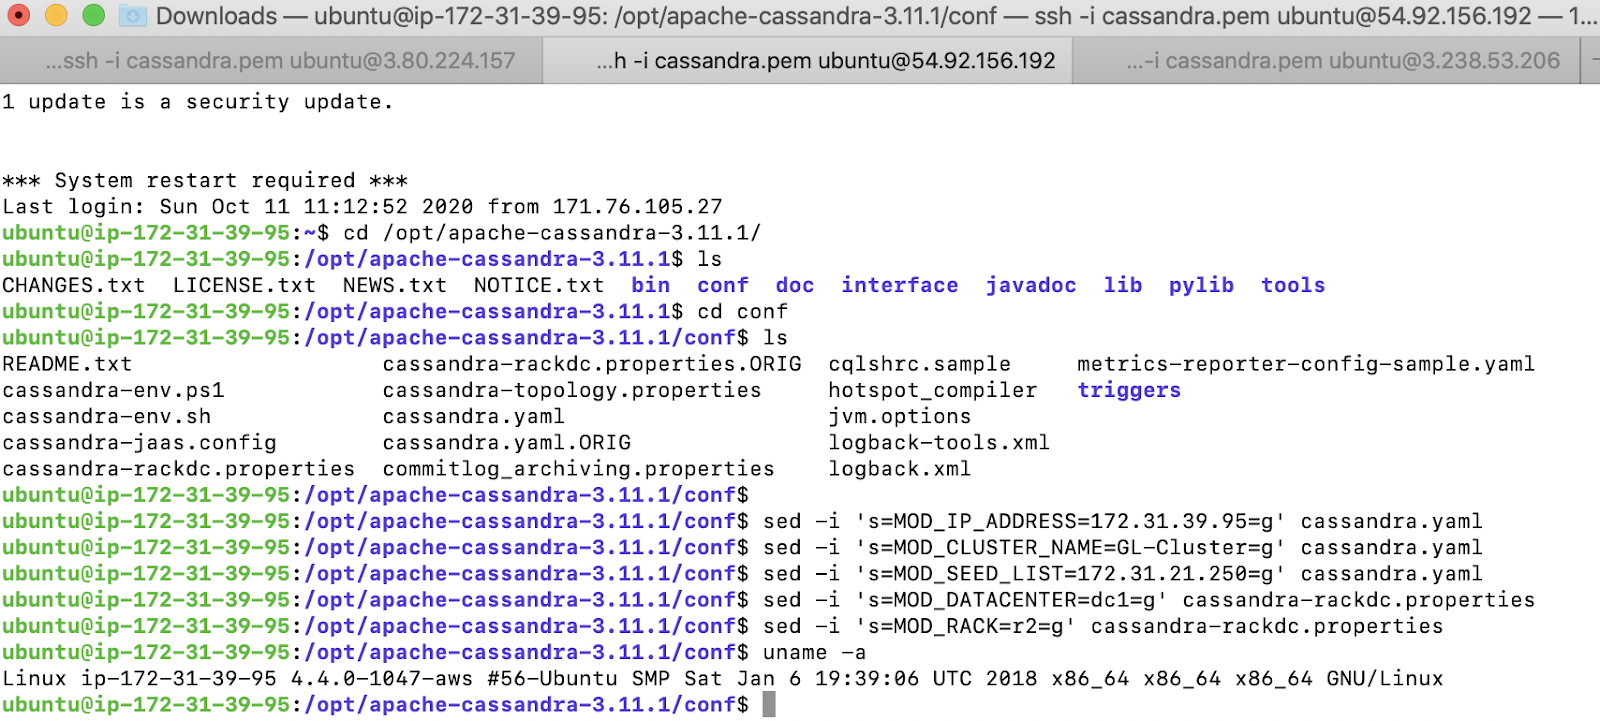 Downloads — ubuntu@ip-172-31-39-95: /opt/apache-cassandra-3.11.1/conf — ssh -i cassandra.pem ubuntu@54.92.156.192 — 1...
...ssh -i cassandra.pem ubuntu@3.80.224.157 ...h -i cassandra.pem ubuntu@54.92.156.192 ...-i cassandra.pem ubuntu@3.238.53.206
1 update is a security update.
*** System restart required ***
Last login: Sun Oct 11 11:12:52 2020 from 171.76.105.27
ubuntu@ip-172-31-39-95:~$ cd /opt/apache-cassandra-3.11.1/
ubuntu@ip-172-31-39-95:/opt/apache-cassandra-3.11.1$ ls
CHANGES.txt LICENSE.txt NEWS.txt NOTICE.txt bin conf doc interface javadoc lib pylib tools
ubuntu@ip-172-31-39-95:/opt/apache-cassandra-3.11.1$ cd conf
ubuntu@ip-172-31-39-95:/opt/apache-cassandra-3.11.1/conf$ ls
README.txt cassandra-rackdc.properties.ORIG cqlshrc.sample metrics-reporter-config-sample.yaml
cassandra-env.ps1 cassandra-topology.properties hotspot_compiler triggers
cassandra-env.sh cassandra.yaml jvm.options
cassandra-jaas.config cassandra.yaml.ORIG logback-tools.xml
cassandra-rackdc.properties commitlog_archiving.properties logback.xml
ubuntu@ip-172-31-39-95:/opt/apache-cassandra-3.11.1/conf$
ubuntu@ip-172-31-39-95:/opt/apache-cassandra-3.11.1/conf$ sed -i 's=MOD_IP_ADDRESS=172.31.39.95=g' cassandra.yaml
ubuntu@ip-172-31-39-95:/opt/apache-cassandra-3.11.1/conf$ sed -i 's=MOD_CLUSTER_NAME=GL-Cluster=g' cassandra.yaml
ubuntu@ip-172-31-39-95:/opt/apache-cassandra-3.11.1/conf$ sed -i 's=MOD_SEED_LIST=172.31.21.250=g' cassandra.yaml
ubuntu@ip-172-31-39-95:/opt/apache-cassandra-3.11.1/conf$ sed -i 's=MOD_DATACENTER=dc1=g' cassandra-rackdc.properties
ubuntu@ip-172-31-39-95:/opt/apache-cassandra-3.11.1/conf$ sed -i 's=MOD_RACK=r2=g' cassandra-rackdc.properties
ubuntu@ip-172-31-39-95:/opt/apache-cassandra-3.11.1/conf$ uname -a
Linux ip-172-31-39-95 4.4.0-1047-aws #56-Ubuntu SMP Sat Jan 6 19:39:06 UTC 2018 x86_64 x86_64 x86_64 GNU/Linux
ubuntu@ip-172-31-39-95:/opt/apache-cassandra-3.11.1/conf$